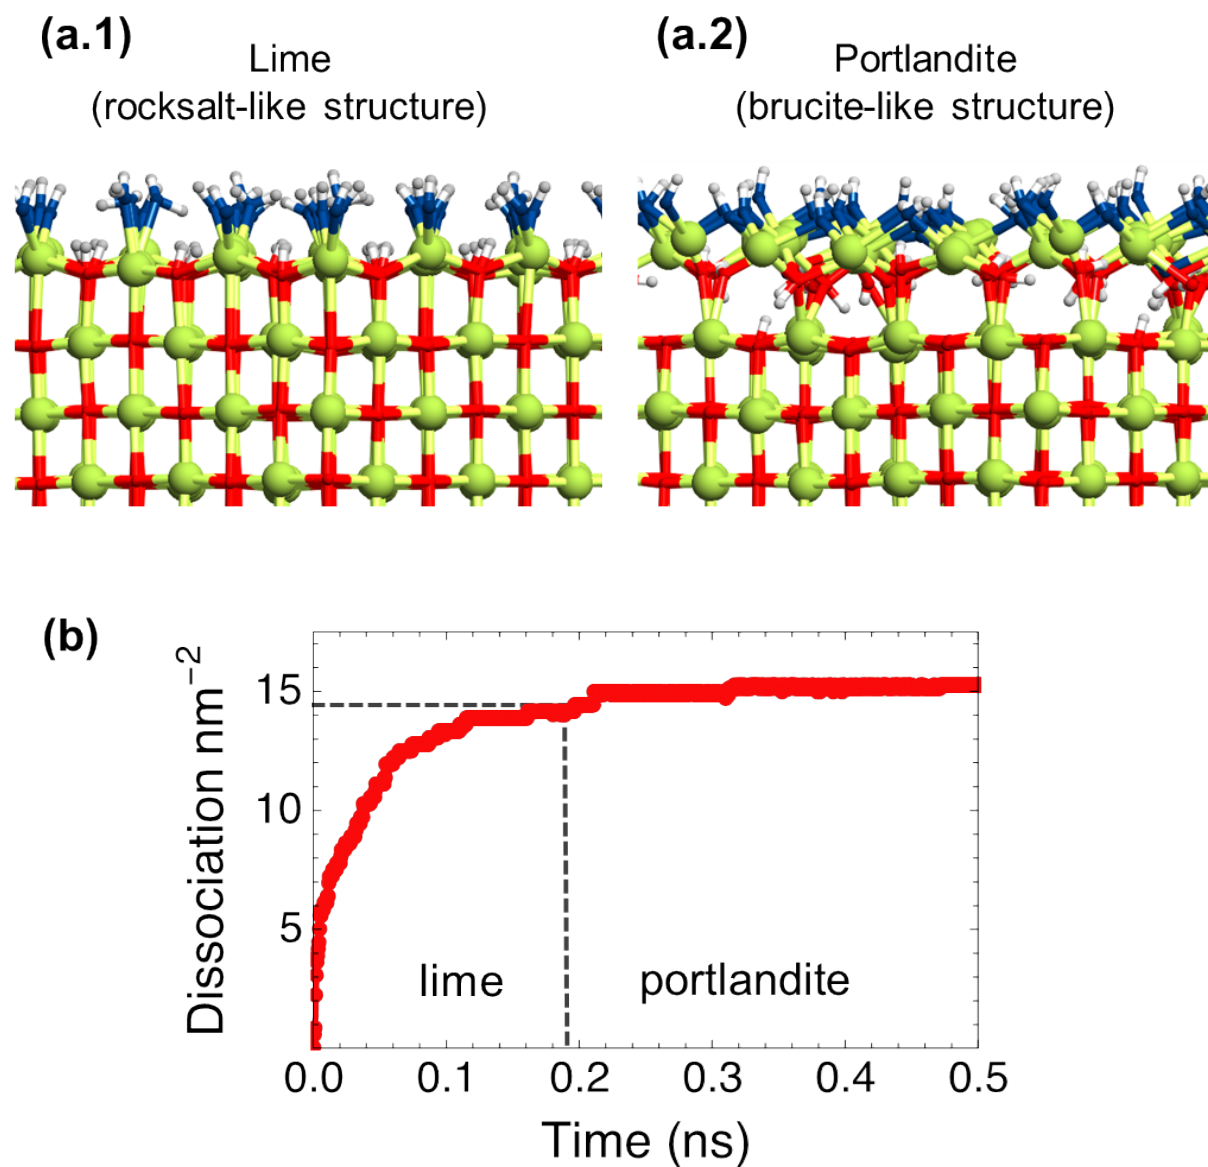 (a.1)
Lime
(rocksalt-like structure)
(a.2)
Portlandite
(brucite-like structure)
(b)
Dissociation nm⁻²
15
10
5
lime
portlandite
0.0 0.1 0.2 0.3 0.4 0.5
Time (ns)